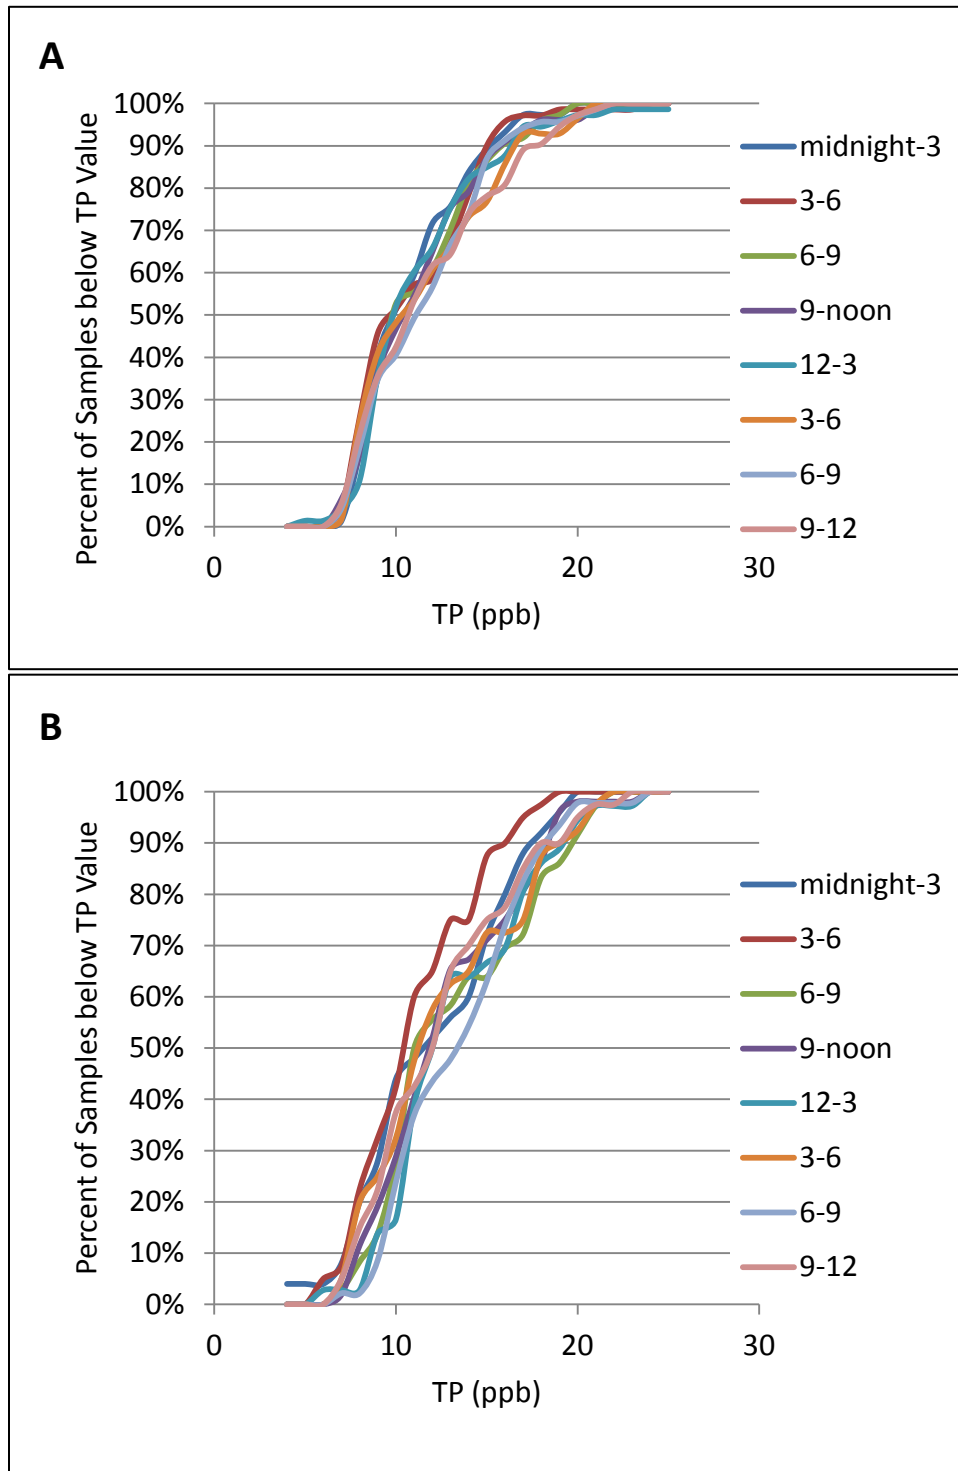 A
100%
90%
80%
70%
60%
50%
40%
30%
20%
10%
0%
Percent of Samples below TP Value
0 10 20 30
TP (ppb)
midnight-3
3-6
6-9
9-noon
12-3
3-6
6-9
9-12
B
100%
90%
80%
70%
60%
50%
40%
30%
20%
10%
0%
Percent of Samples below TP Value
0 10 20 30
TP (ppb)
midnight-3
3-6
6-9
9-noon
12-3
3-6
6-9
9-12